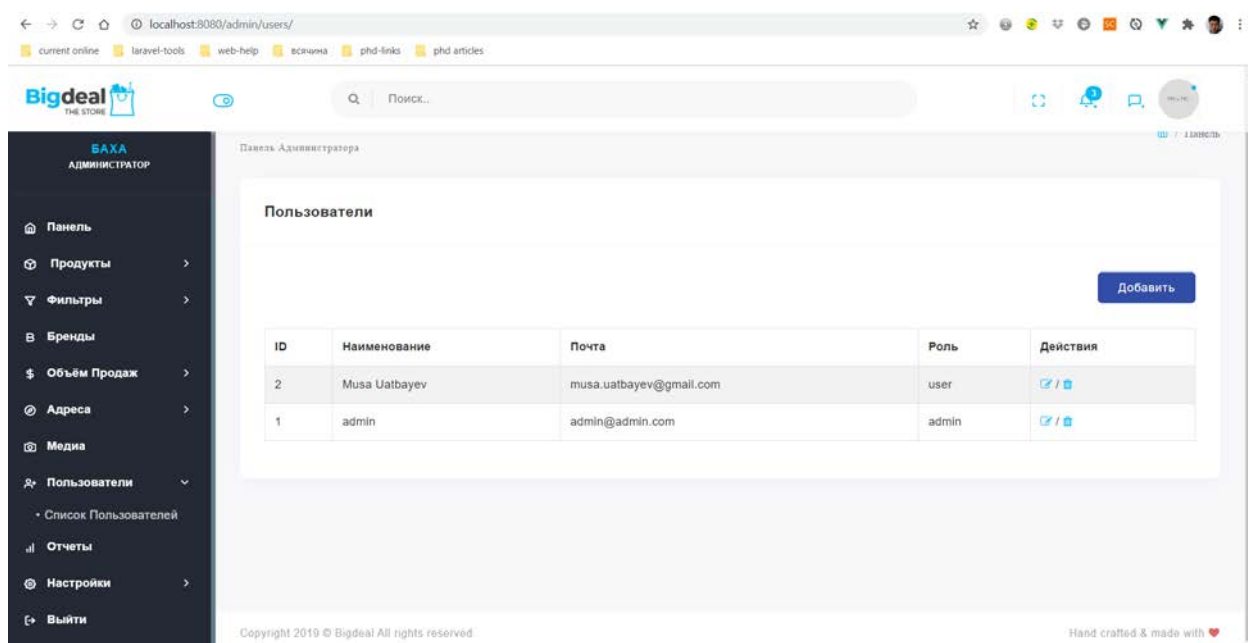 localhost:8080/admin/users/
current online laravel-tools web-help всячина phd-links phd articles
Bigdeal
THE STORE
Поиск..
3
БАХА
АДМИНИСТРАТОР
Панель Администратора
/ Панель
Панель
Продукты
Фильтры
Бренды
Объём Продаж
Адреса
Медиа
Пользователи
• Список Пользователей
Отчеты
Настройки
Выйти
Пользователи
Добавить
ID Наименование Почта Роль Действия
2 Musa Uatbayev musa.uatbayev@gmail.com user /
1 admin admin@admin.com admin /
Copyright 2019 © Bigdeal All rights reserved.
Hand crafted & made with